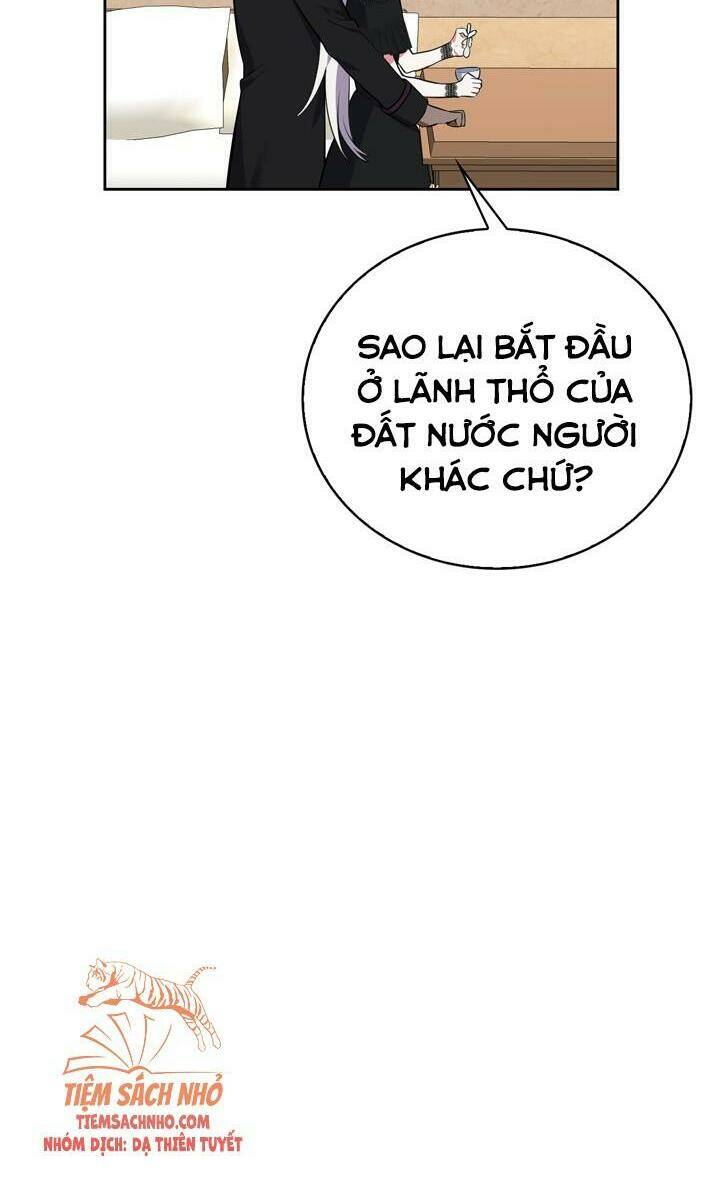 SAO LẠI BẮT ĐẦU
Ở LÃNH THỔ CỦA
ĐẤT NƯỚC NGƯỜI
KHÁC CHỨ?
TIỆM SÁCH NHỎ
TIEMSACHNHO.COM
NHÓM DỊCH: DẠ THIÊN TUYẾT